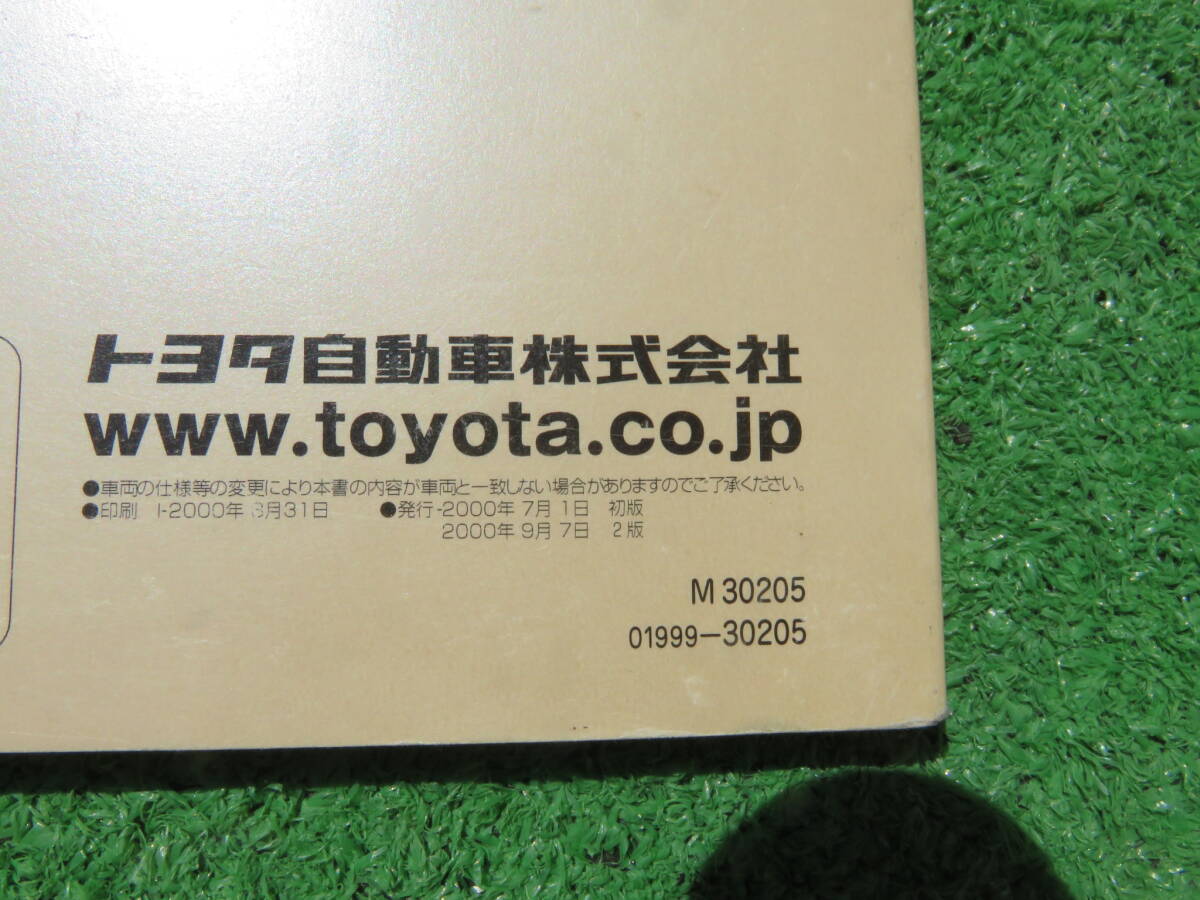 トヨタ自動車株式会社
www.toyota.co.jp
●車両の仕様等の変更により本書の内容が車両と一致しない場合がありますのでご了承ください。
●印刷 2000年 月31日 ●発行-2000年 7月 1日 初版
2000年 9月 7日 2版
M 30205
01999-30205